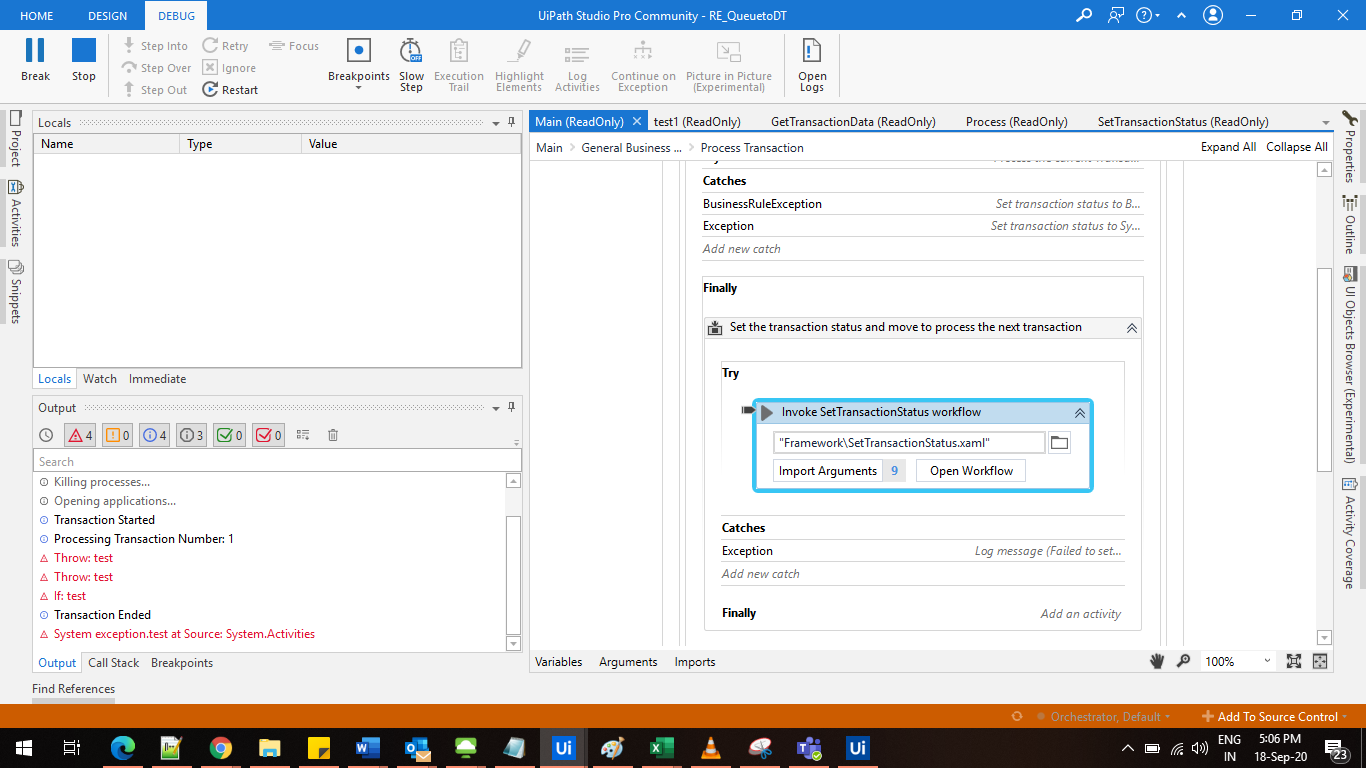 HOME DESIGN DEBUG UiPath Studio Pro Community - RE_QueuetoDT
Break
Stop
Step Into
Step Over
Step Out
Retry
Ignore
Restart
Focus
Breakpoints
Slow
Step
OFF
Execution
Trail
Highlight
Elements
Log
Activities
Continue on
Exception
Picture in Picture
(Experimental)
Open
Logs
Project
Activities
Snippets
Locals
Name Type Value
Locals Watch Immediate
Output
4 0 4 3 0 0
Search
Killing processes...
Opening applications...
Transaction Started
Processing Transaction Number: 1
Throw: test
Throw: test
If: test
Transaction Ended
System exception.test at Source: System.Activities
Output Call Stack Breakpoints
Find References
Main (ReadOnly) test1 (ReadOnly) GetTransactionData (ReadOnly) Process (ReadOnly) SetTransactionStatus (ReadOnly)
Main General Business ... Process Transaction Expand All Collapse All
Catches
BusinessRuleException Set transaction status to B...
Exception Set transaction status to Sy...
Add new catch
Finally
Set the transaction status and move to process the next transaction
Try
Invoke SetTransactionStatus workflow
"Framework\SetTransactionStatus.xaml"
Import Arguments 9 Open Workflow
Catches
Exception Log message (Failed to set...
Add new catch
Finally Add an activity
Variables Arguments Imports 100%
Properties
Outline
UI Objects Browser (Experimental)
Activity Coverage
Orchestrator, Default Add To Source Control
Ui
Ui
ENG
IN
5:06 PM
18-Sep-20
23